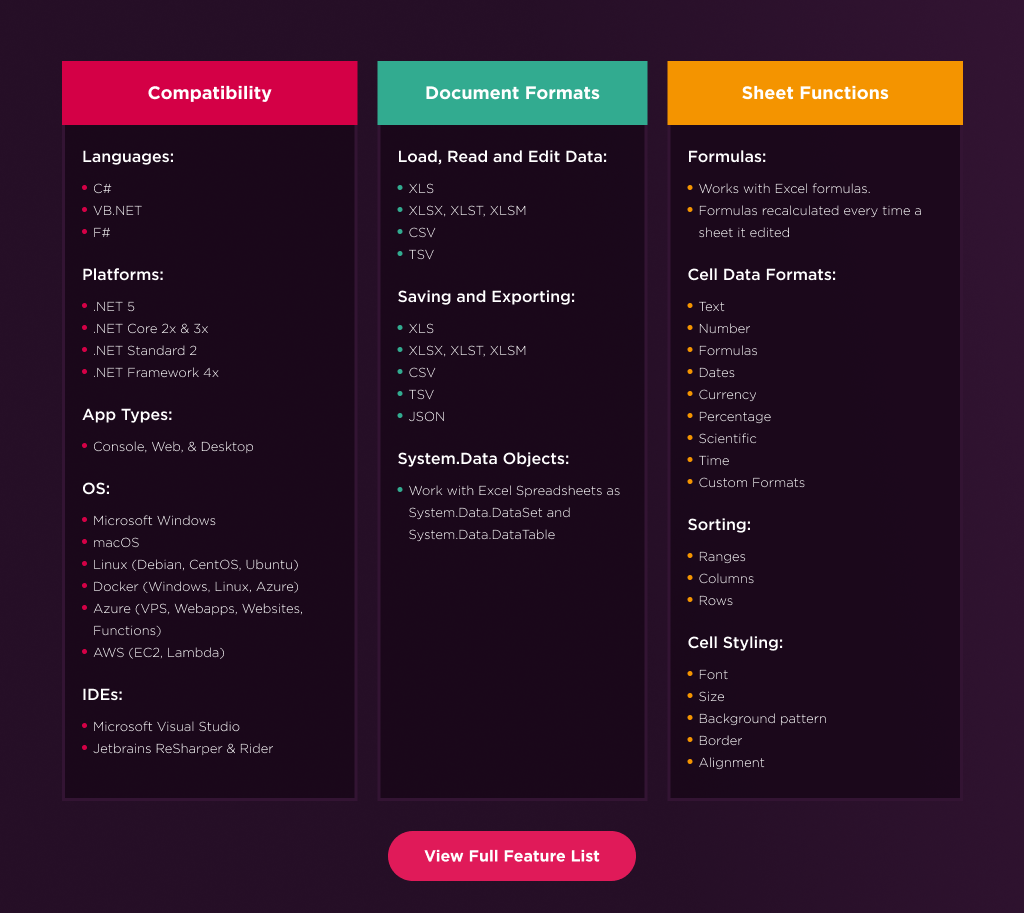 Compatibility
Languages:
C#
VB.NET
F#
Platforms:
.NET 5
.NET Core 2x & 3x
.NET Standard 2
.NET Framework 4x
App Types:
Console, Web, & Desktop
OS:
Microsoft Windows
macOS
Linux (Debian, CentOS, Ubuntu)
Docker (Windows, Linux, Azure)
Azure (VPS, Webapps, Websites,
Functions)
AWS (EC2, Lambda)
IDEs:
Microsoft Visual Studio
Jetbrains ReSharper & Rider
Document Formats
Load, Read and Edit Data:
XLS
XLSX, XLST, XLSM
CSV
TSV
Saving and Exporting:
XLS
XLSX, XLST, XLSM
CSV
TSV
JSON
System.Data Objects:
Work with Excel Spreadsheets as
System.Data.DataSet and
System.Data.DataTable
Sheet Functions
Formulas:
Works with Excel formulas.
Formulas recalculated every time a
sheet it edited
Cell Data Formats:
Text
Number
Formulas
Dates
Currency
Percentage
Scientific
Time
Custom Formats
Sorting:
Ranges
Columns
Rows
Cell Styling:
Font
Size
Background pattern
Border
Alignment
View Full Feature List